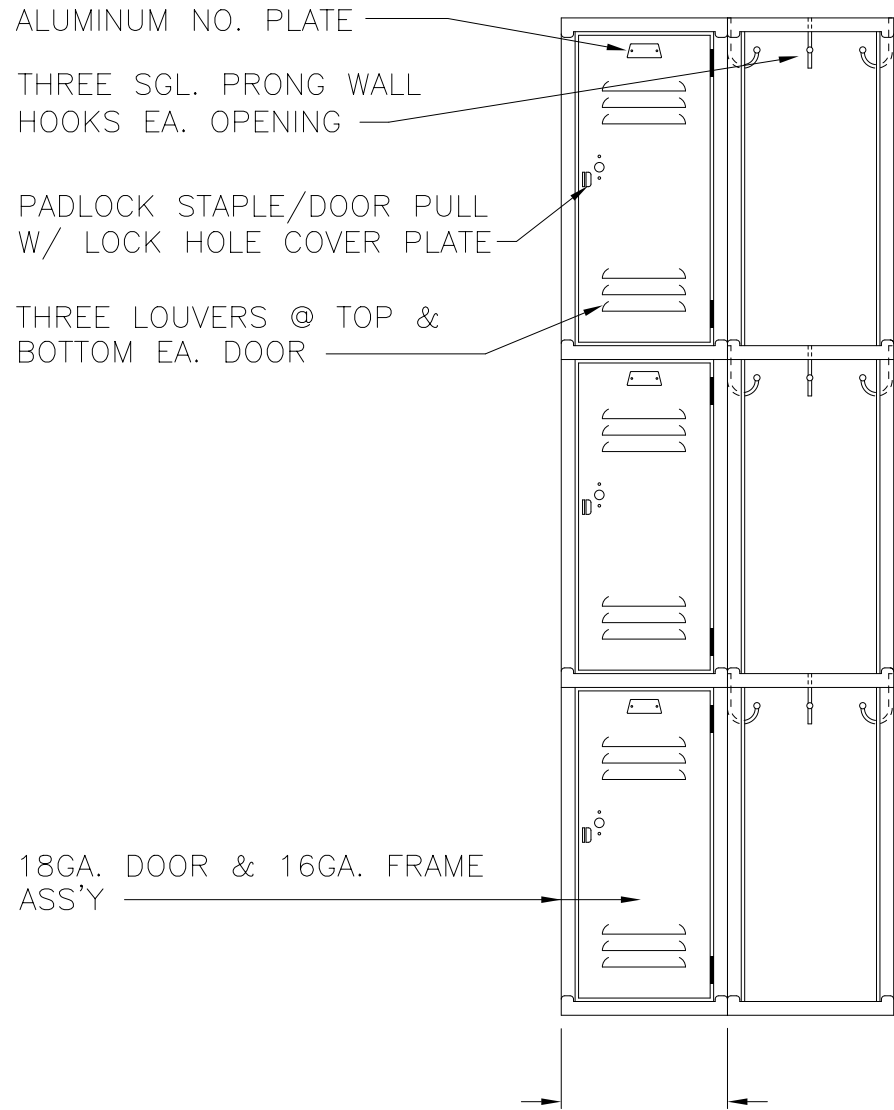 ALUMINUM NO. PLATE
THREE SGL. PRONG WALL
HOOKS EA. OPENING
PADLOCK STAPLE/DOOR PULL
W/ LOCK HOLE COVER PLATE
THREE LOUVERS @ TOP &
BOTTOM EA. DOOR
18GA. DOOR & 16GA. FRAME
ASS'Y